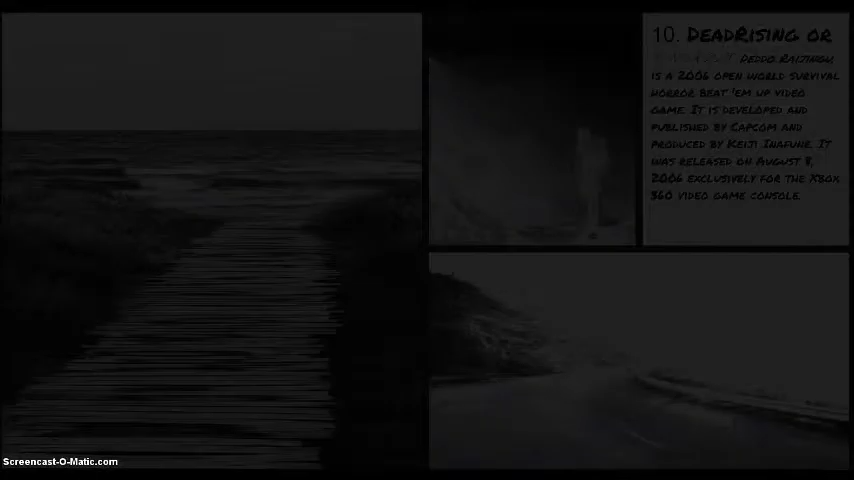 10. DeadRising or
Deddo Raijingu,
is a 2006 open world survival
horror beat 'em up video
game. It is developed and
published by Capcom and
produced by Keiji Inafune. It
was released on August 8,
2006 exclusively for the Xbox
360 video game console.
Screencast-O-Matic.com